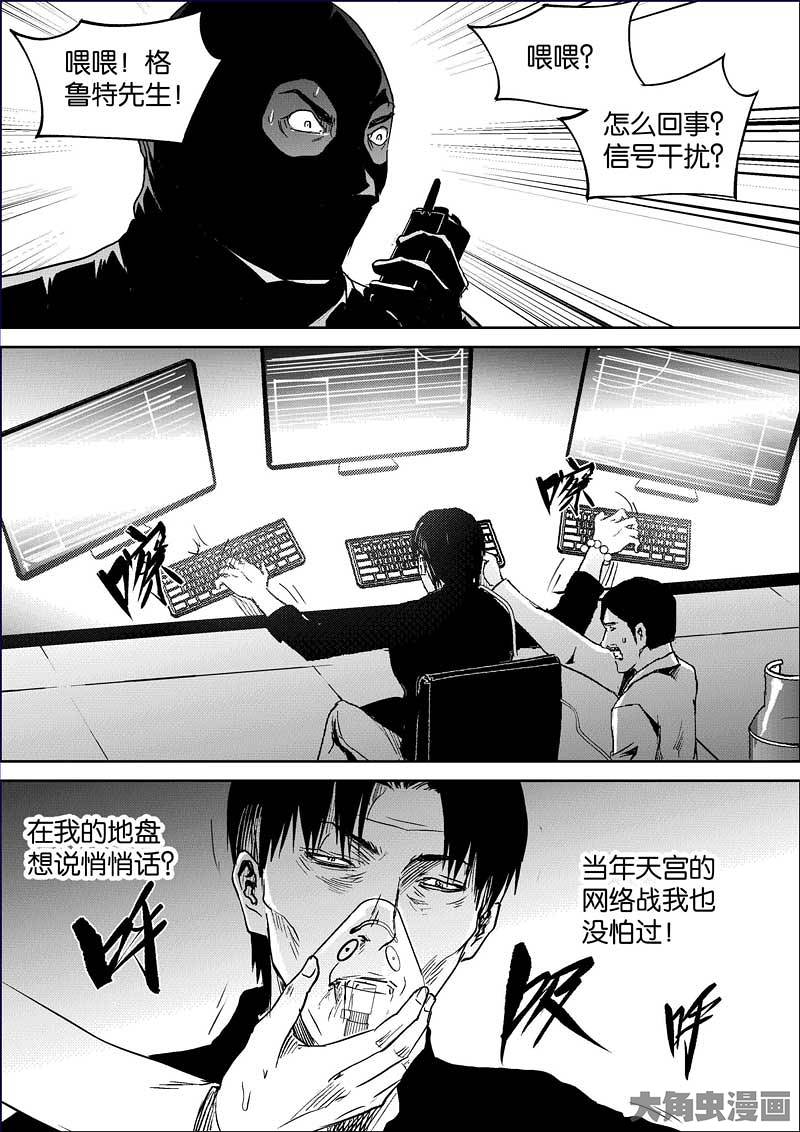 喂喂！格
鲁特先生！
喂喂？
怎么回事？
信号干扰？
嚓
嚓
在我的地盘
想说悄悄话？
当年天宫的
网络战我也
没怕过！
呼
吸
呼
大角虫漫画